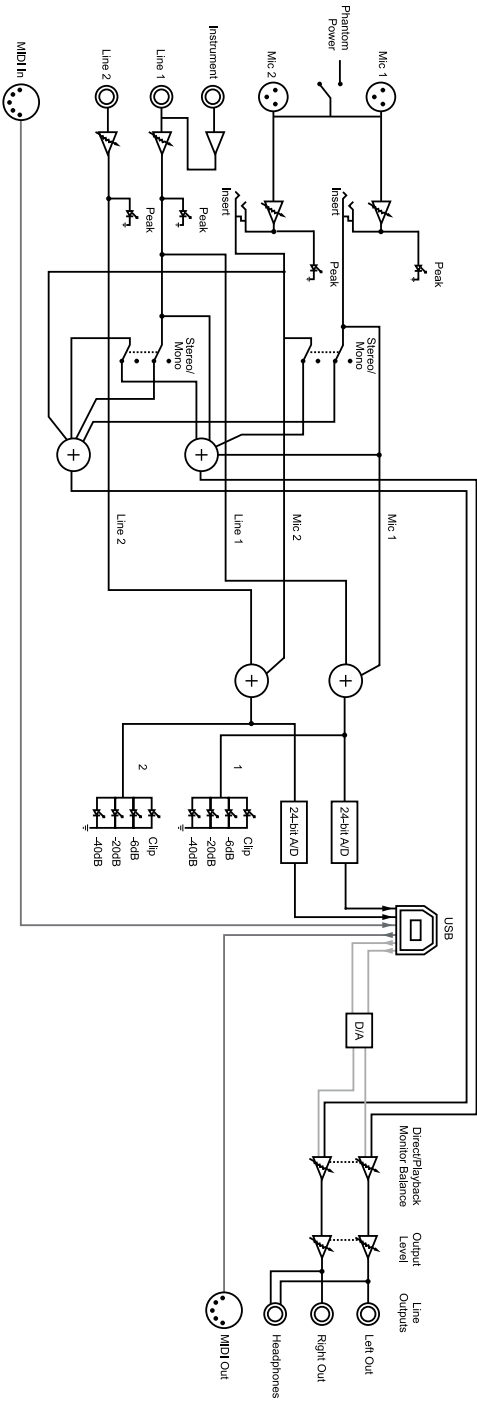 Phantom
Power
Mic 1
Mic 2
Instrument
Line 1
Line 2
MIDI In
Insert
Peak
Insert
Peak
Peak
Peak
Stereo/
Mono
Stereo/
Mono
Mic 1
Mic 2
Line 1
Line 2
1
Clip
-6dB
-20dB
-40dB
2
Clip
-6dB
-20dB
-40dB
24-bit A/D
24-bit A/D
USB
D/A
Direct/Playback
Monitor Balance
Output
Level
Line
Outputs
Left Out
Right Out
Headphones
MIDI Out